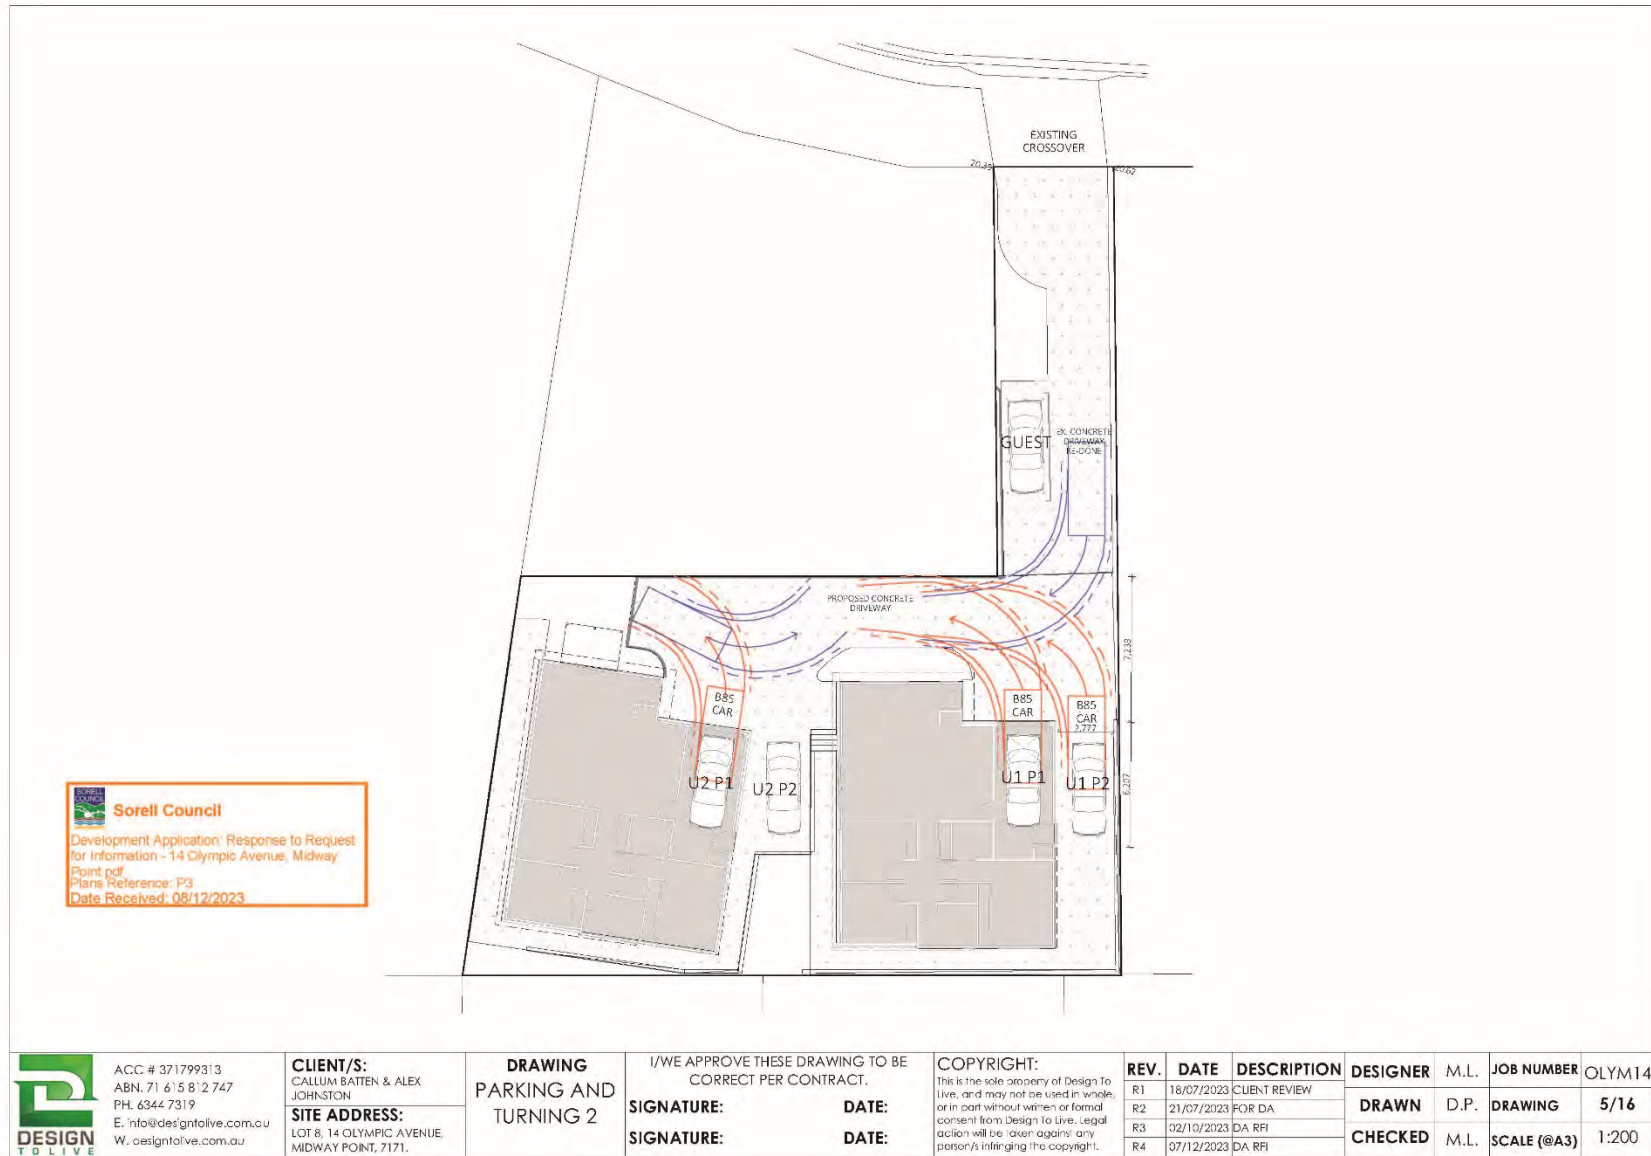 EXISTING
CROSSOVER
20.39
20.62
GUEST
EX. CONCRETE
DRIVEWAY
RE-DONE
PROPOSED CONCRETE
DRIVEWAY
7,239
B85
CAR
B85
CAR
B85
CAR
2,777
U2 P1
U2 P2
U1 P1
U1 P2
SORELL
COUNCIL
Sorell Council
Development Application: Response to Request
for Information - 14 Olympic Avenue, Midway
Point.pdf
Plans Reference: P3
Date Received: 08/12/2023
DESIGN
TO LIVE
ACC # 371799313
ABN. 71 615 812 747
PH. 6344 7319
E. info@designtolive.com.au
W. designtolive.com.au
CLIENT/S:
CALLUM BATTEN & ALEX
JOHNSTON
SITE ADDRESS:
LOT 8, 14 OLYMPIC AVENUE,
MIDWAY POINT, 7171.
DRAWING
PARKING AND
TURNING 2
I/WE APPROVE THESE DRAWING TO BE
CORRECT PER CONTRACT.
SIGNATURE: DATE:
SIGNATURE: DATE:
COPYRIGHT:
This is the sole property of Design To
Live, and may not be used in whole,
or in part without written or formal
consent from Design To Live. Legal
action will be taken against any
person/s infringing the copyright.
REV. DATE DESCRIPTION
R1 18/07/2023 CLIENT REVIEW
R2 21/07/2023 FOR DA
R3 02/10/2023 DA RFI
R4 07/12/2023 DA RFI
DESIGNER M.L. JOB NUMBER OLYM14
DRAWN D.P. DRAWING 5/16
CHECKED M.L. SCALE (@A3) 1:200